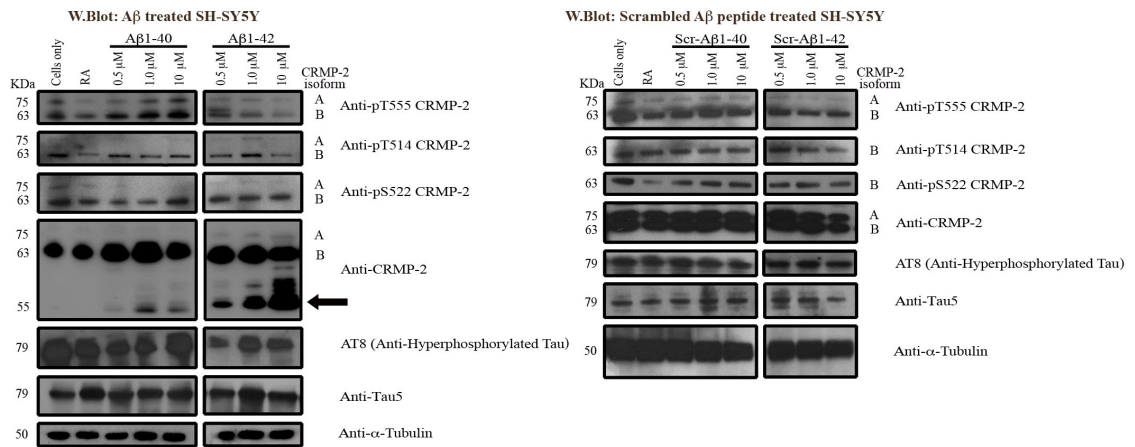 W.Blot: Aβ treated SH-SY5Y
Aβ1-40
Aβ1-42
Cells only
RA
0.5 µM
1.0 µM
10 µM
0.5 µM
1.0 µM
10 µM
KDa
CRMP-2
isoform
75
63
A
B
Anti-pT555 CRMP-2
75
63
A
B
Anti-pT514 CRMP-2
75
63
A
B
Anti-pS522 CRMP-2
75
63
55
A
B
Anti-CRMP-2
79
AT8 (Anti-Hyperphosphorylated Tau)
79
Anti-Tau5
50
Anti-α-Tubulin
W.Blot: Scrambled Aβ peptide treated SH-SY5Y
Scr-Aβ1-40
Scr-Aβ1-42
Cells only
RA
0.5 µM
1.0 µM
10 µM
0.5 µM
1.0 µM
10 µM
KDa
CRMP-2
isoform
75
63
A
B
Anti-pT555 CRMP-2
63
B
Anti-pT514 CRMP-2
63
B
Anti-pS522 CRMP-2
75
63
A
B
Anti-CRMP-2
79
AT8 (Anti-Hyperphosphorylated Tau)
79
Anti-Tau5
50
Anti-α-Tubulin